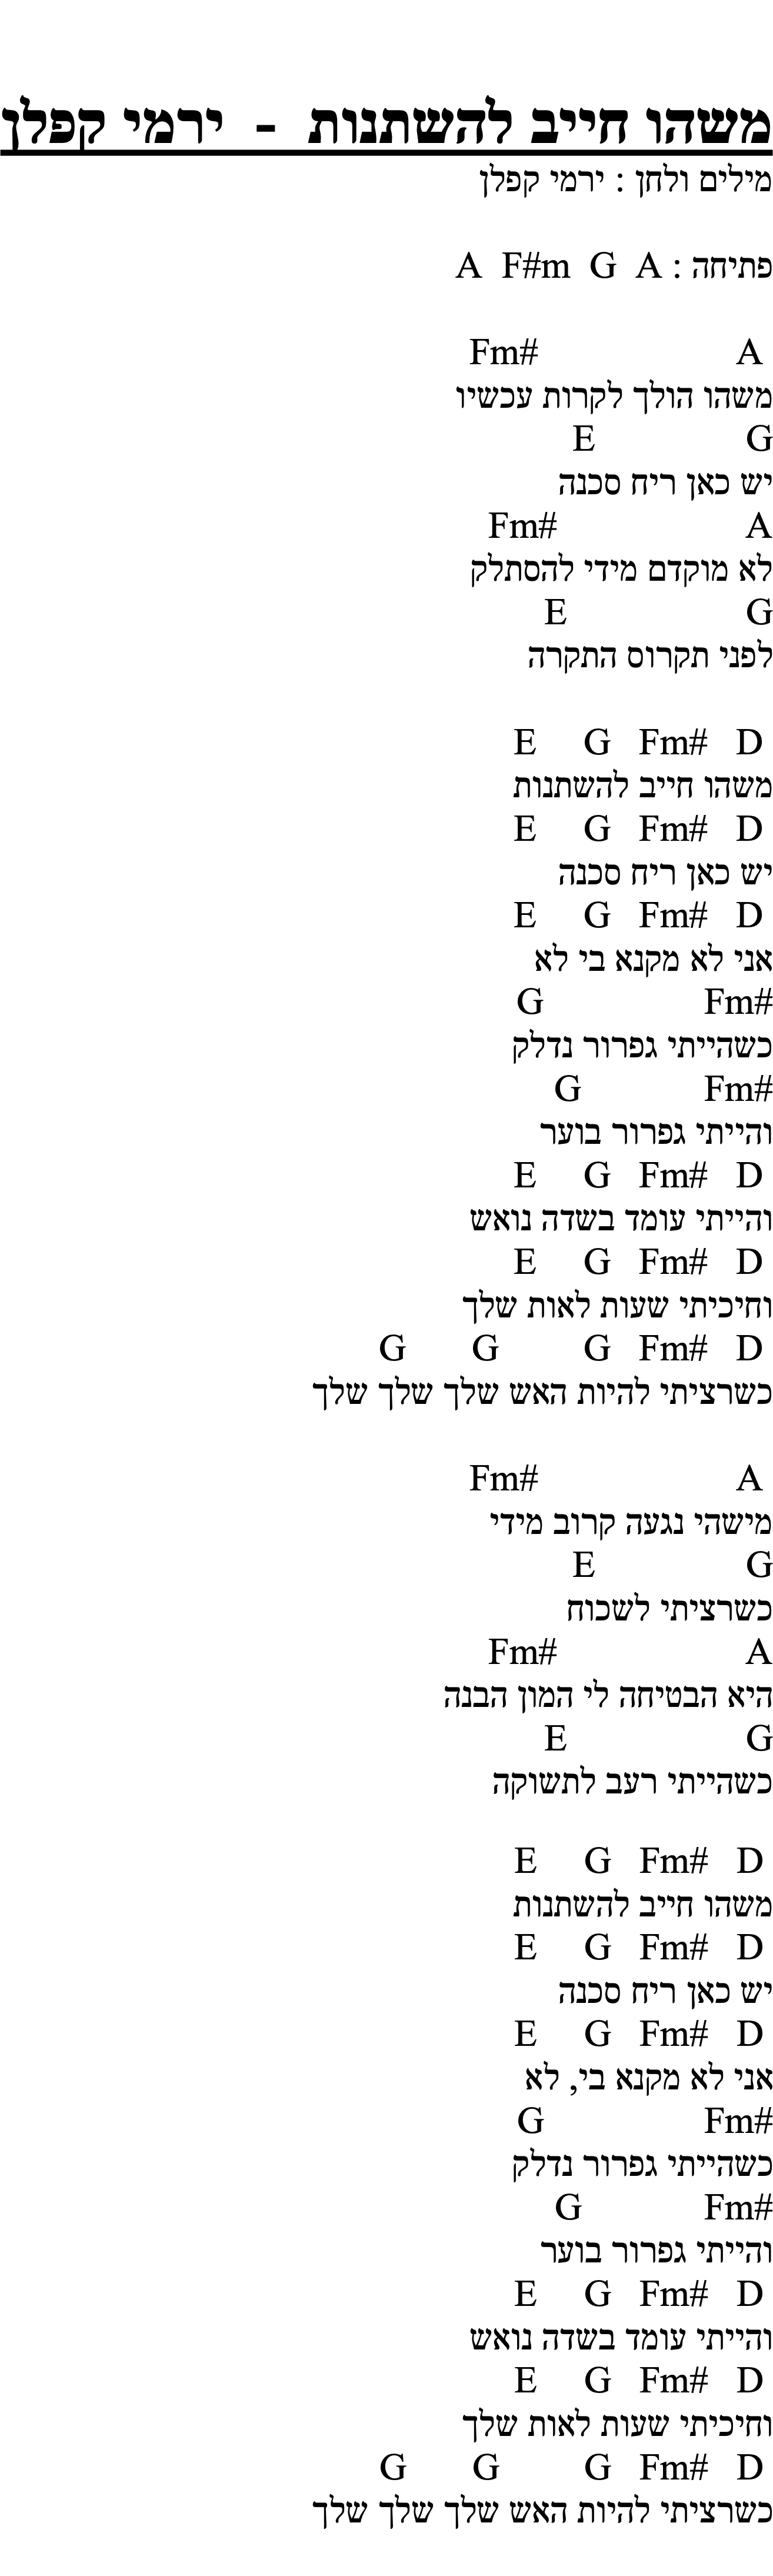 משהו חייב להשתנות - ירמי קפלן
מילים ולחן : ירמי קפלן
פתיחה : A F#m G A
Fm# A
משהו הולך לקרות עכשיו
E G
יש כאן ריח סכנה
Fm# A
לא מוקדם מידי להסתלק
E G
לפני תקרוס התקרה
E G Fm# D
משהו חייב להשתנות
E G Fm# D
יש כאן ריח סכנה
E G Fm# D
אני לא מקנא בי לא
G Fm#
כשהייתי גפרור נדלק
G Fm#
והייתי גפרור בוער
E G Fm# D
והייתי עומד בשדה נואש
E G Fm# D
וחיכיתי שעות לאות שלך
G G G Fm# D
כשרציתי להיות האש שלך שלך שלך
Fm# A
מישהי נגעה קרוב מידי
E G
כשרציתי לשכוח
Fm# A
היא הבטיחה לי המון הבנה
E G
כשהייתי רעב לתשוקה
E G Fm# D
משהו חייב להשתנות
E G Fm# D
יש כאן ריח סכנה
E G Fm# D
אני לא מקנא בי, לא
G Fm#
כשהייתי גפרור נדלק
G Fm#
והייתי גפרור בוער
E G Fm# D
והייתי עומד בשדה נואש
E G Fm# D
וחיכיתי שעות לאות שלך
G G G Fm# D
כשרציתי להיות האש שלך שלך שלך